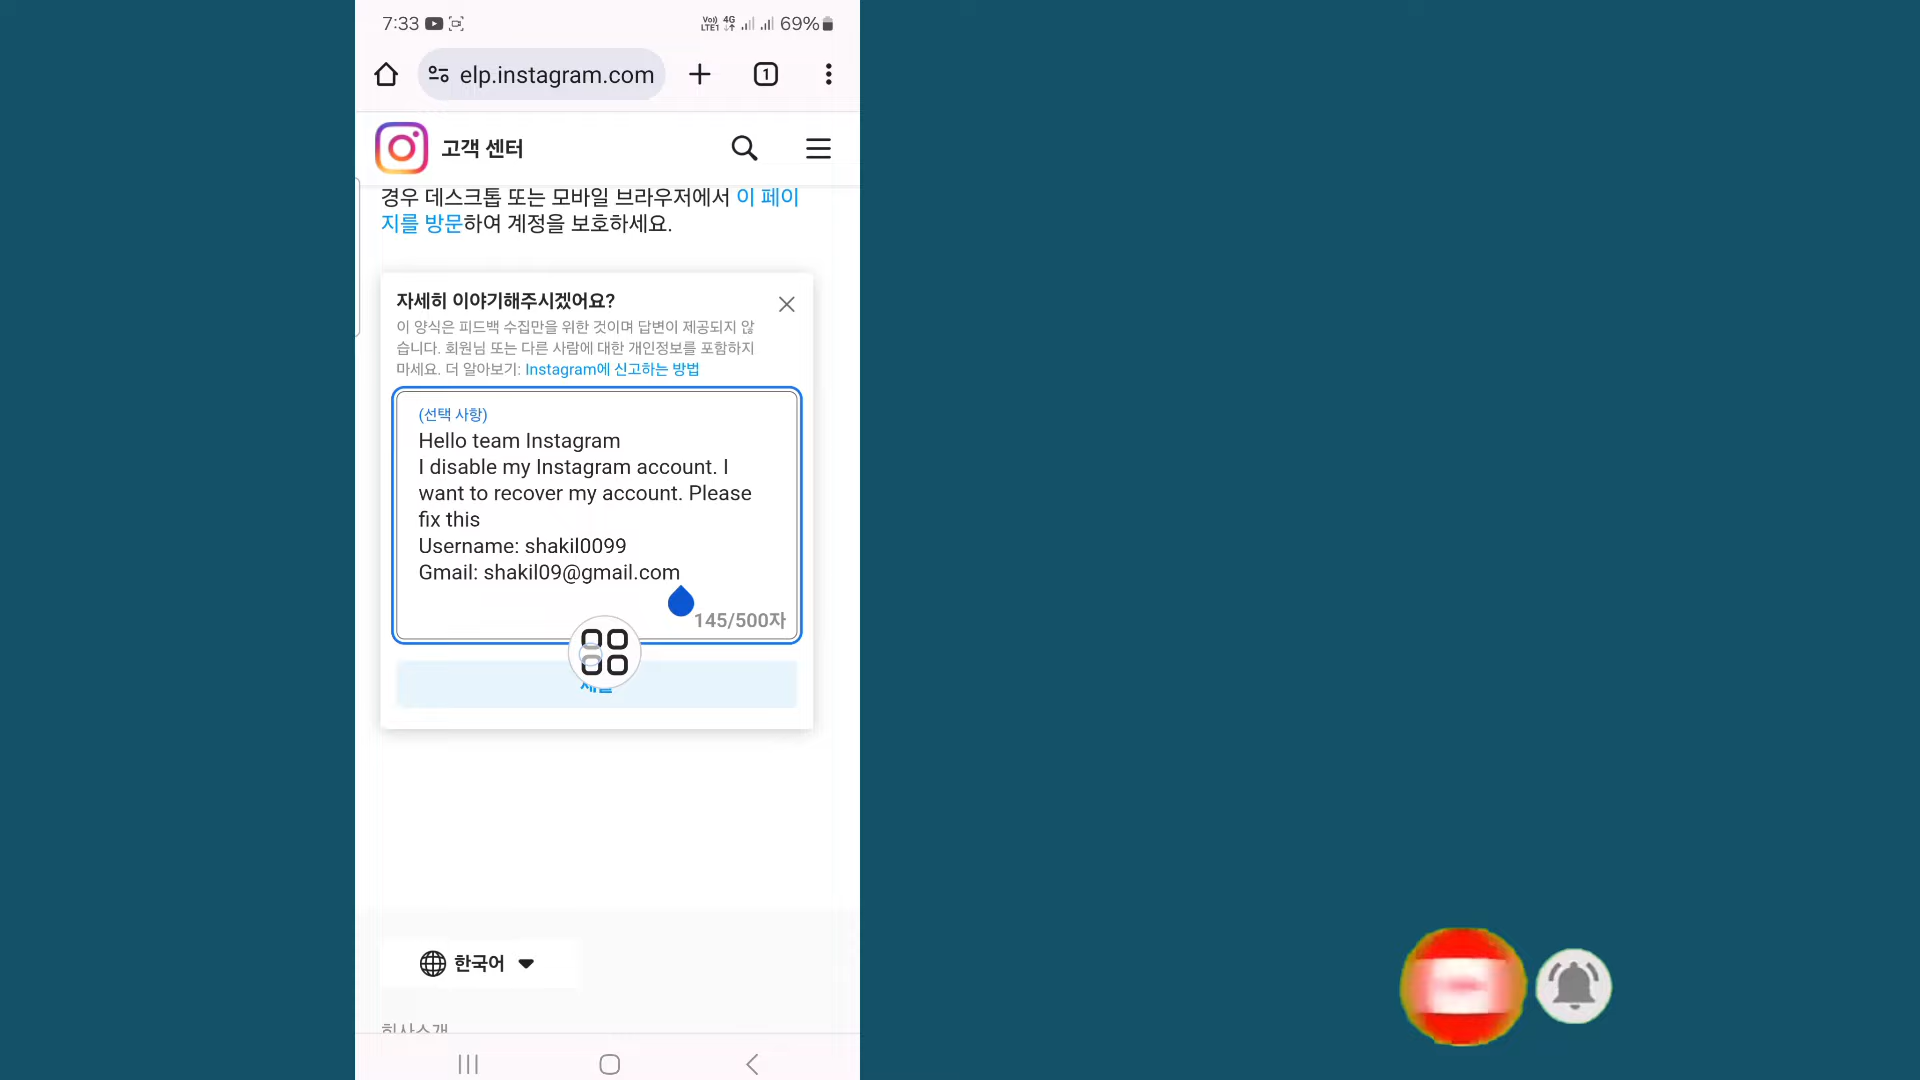 7:33
Vo)) LTE1 4G 69%
elp.instagram.com
1
고객 센터
경우 데스크톱 또는 모바일 브라우저에서 이 페이
지를 방문하여 계정을 보호하세요.
자세히 이야기해주시겠어요?
이 양식은 피드백 수집만을 위한 것이며 답변이 제공되지 않
습니다. 회원님 또는 다른 사람에 대한 개인정보를 포함하지
마세요. 더 알아보기: Instagram에 신고하는 방법
(선택 사항)
Hello team Instagram
I disable my Instagram account. I
want to recover my account. Please
fix this
Username: shakil0099
Gmail: shakil09@gmail.com
145/500자
한국어
회사소개